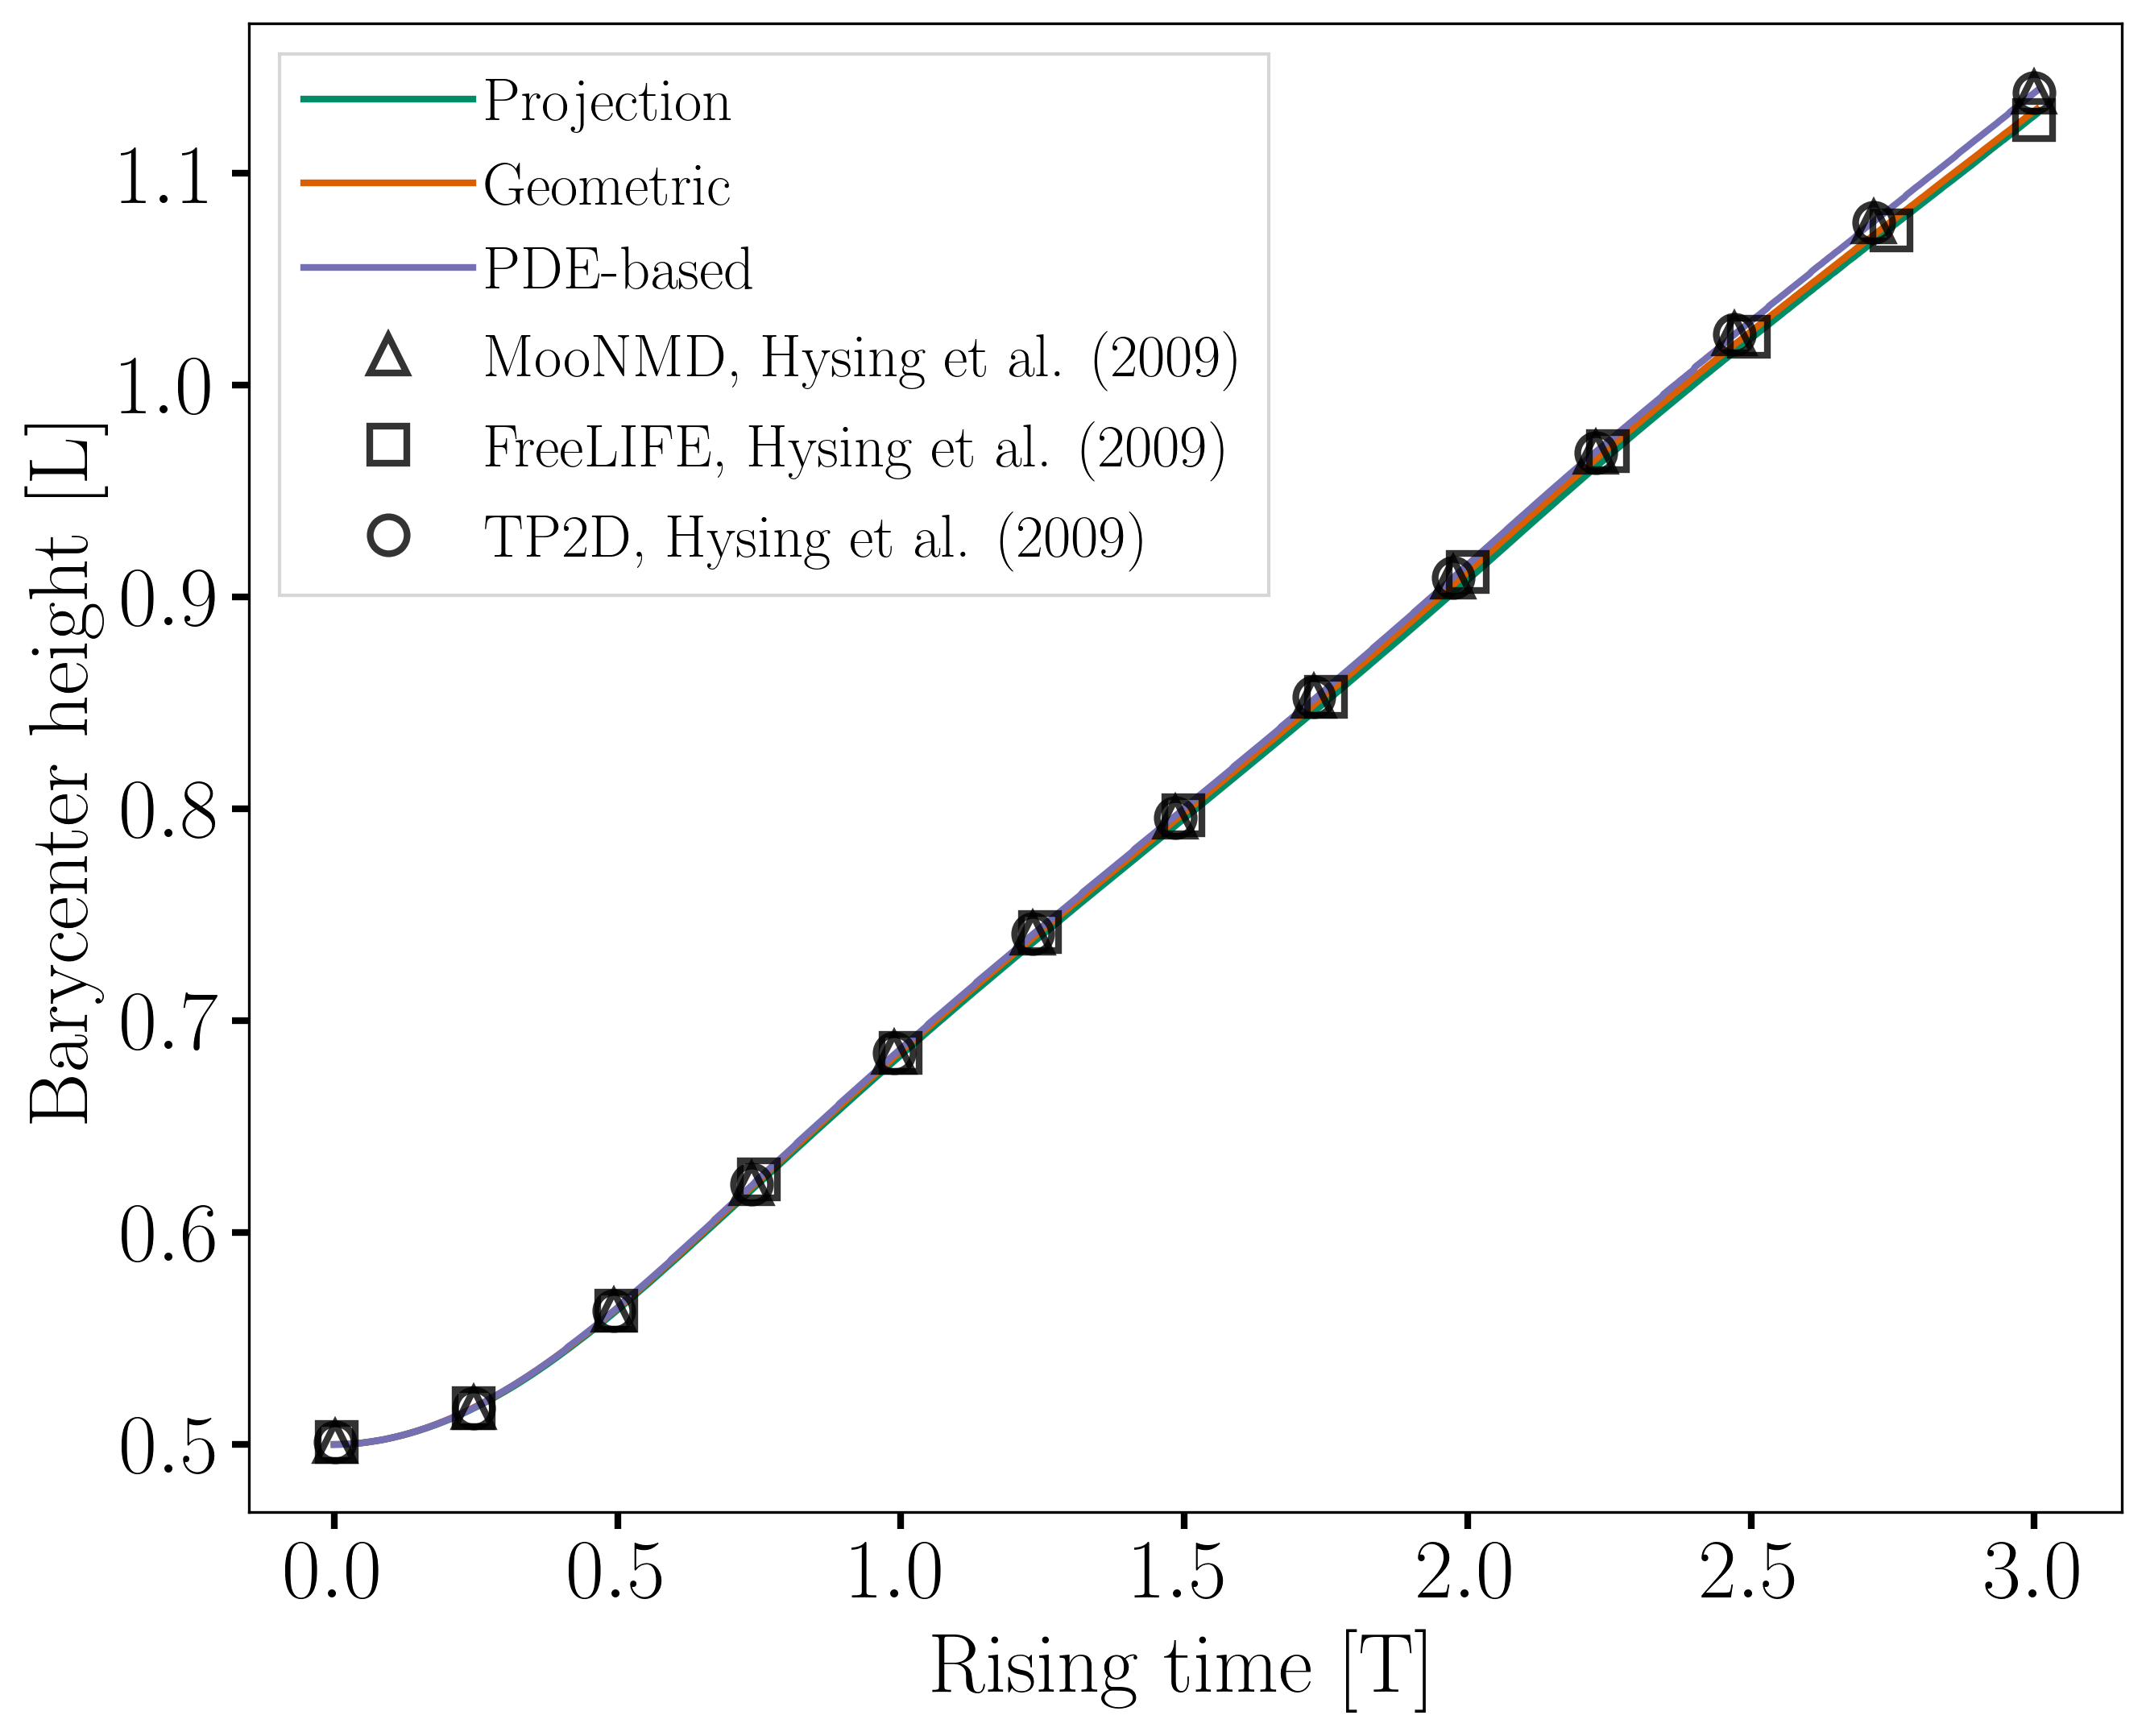 Projection
Geometric
PDE-based
MooNMD, Hysing et al. (2009)
FreeLIFE, Hysing et al. (2009)
TP2D, Hysing et al. (2009)
Barycenter height [L]
1.1
1.0
0.9
0.8
0.7
0.6
0.5
0.0 0.5 1.0 1.5 2.0 2.5 3.0
Rising time [T]